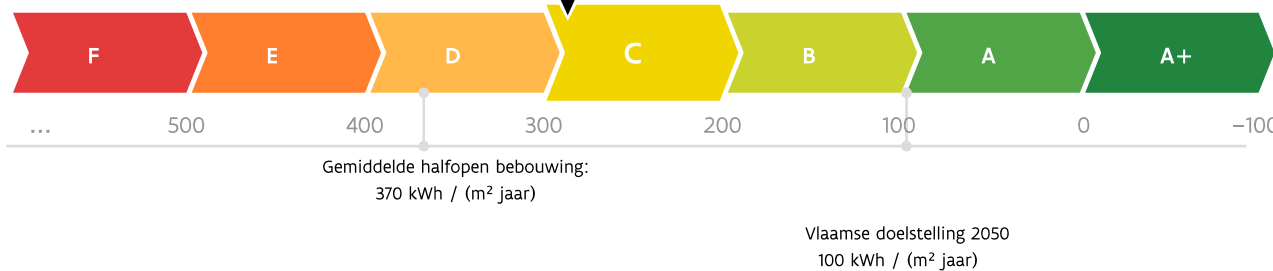 F E D C B A A+
... 500 400 300 200 100 0 −100
Gemiddelde halfopen bebouwing:
370 kWh / (m² jaar)
Vlaamse doelstelling 2050
100 kWh / (m² jaar)